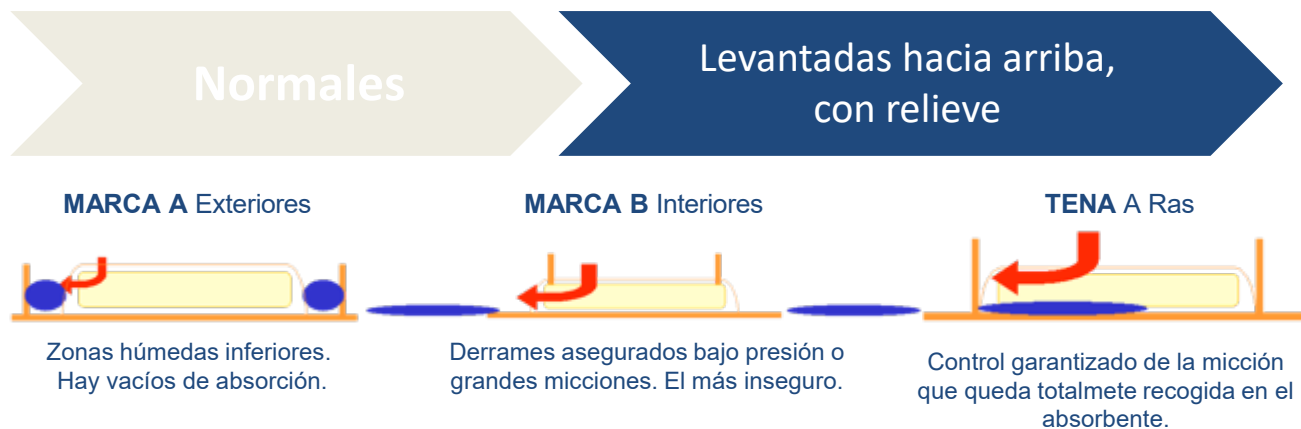 Normales
Levantadas hacia arriba,
con relieve
MARCA A Exteriores
Zonas húmedas inferiores.
Hay vacíos de absorción.
MARCA B Interiores
Derrames asegurados bajo presión o
grandes micciones. El más inseguro.
TENA A Ras
Control garantizado de la micción
que queda totalmete recogida en el
absorbente.